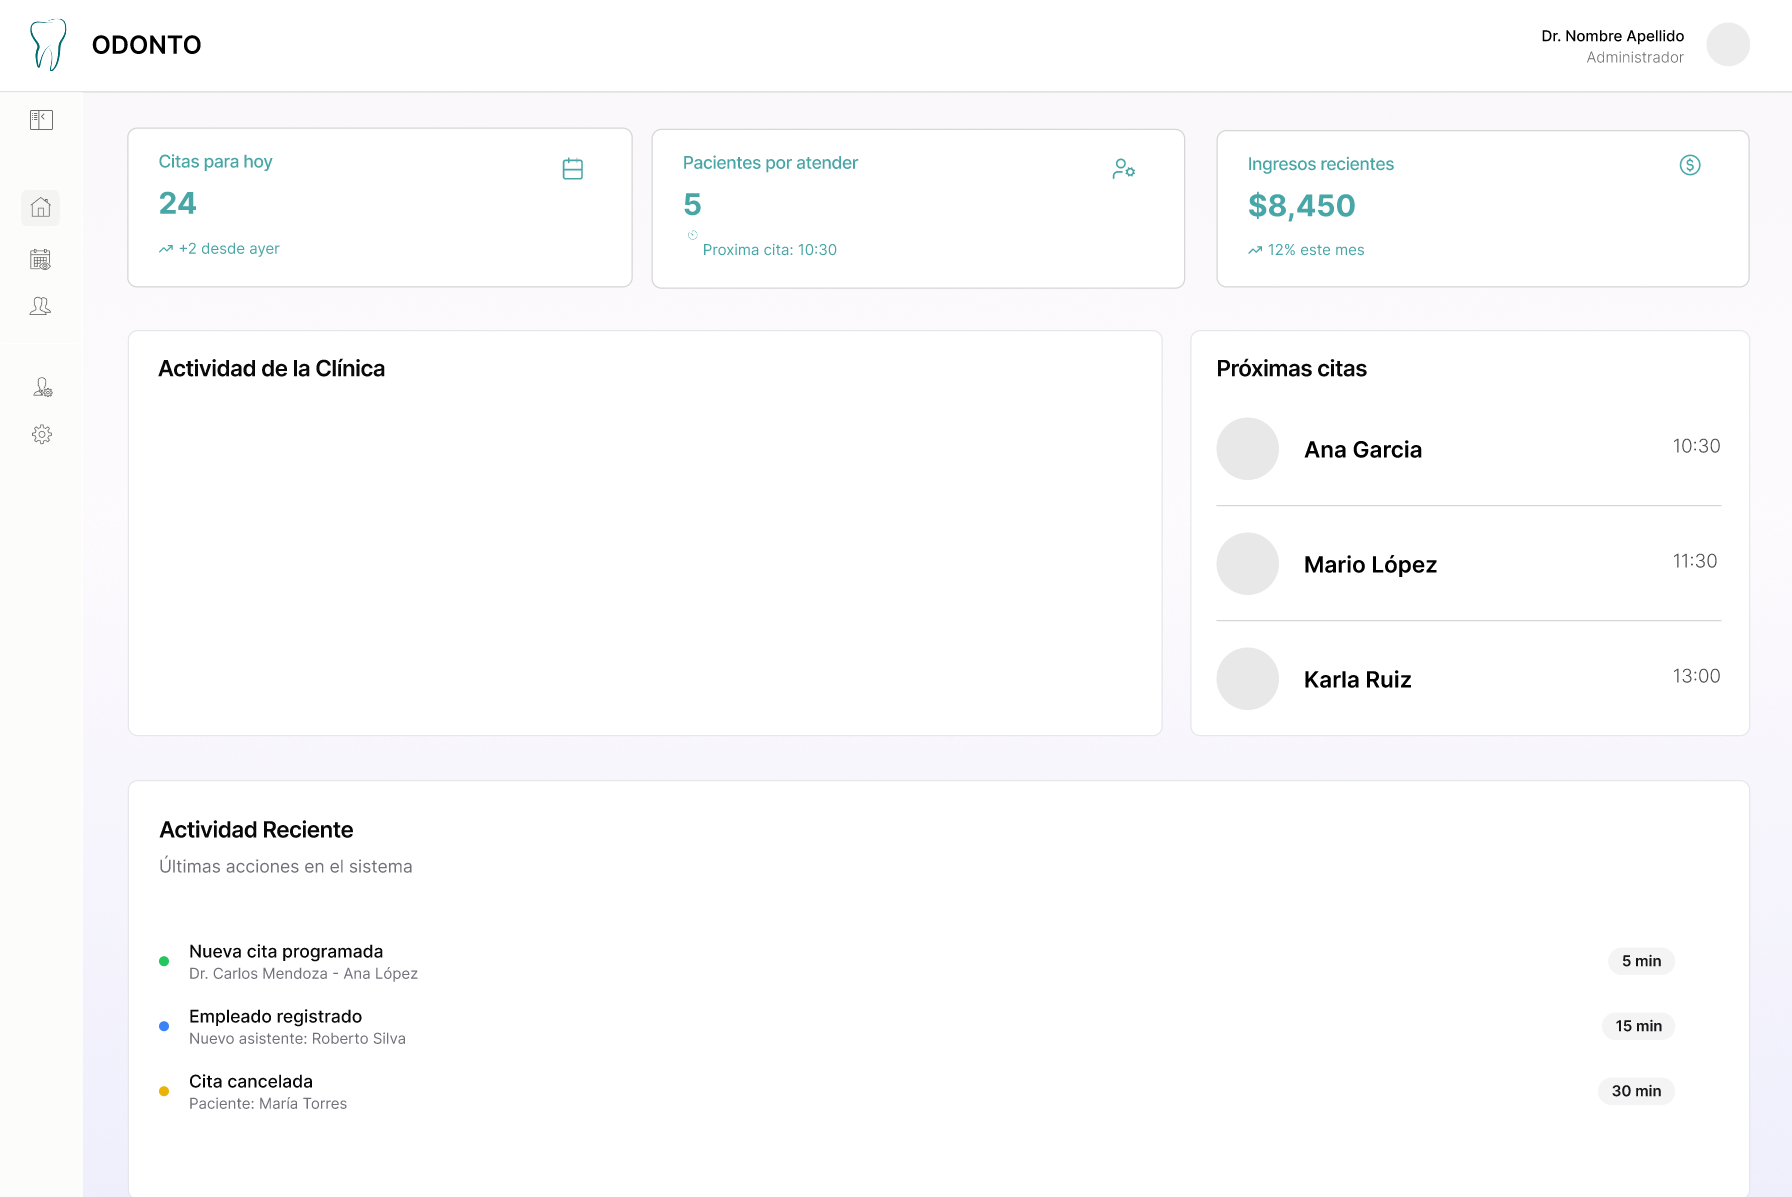 ODONTO
Dr. Nombre Apellido
Administrador
Citas para hoy
24
+2 desde ayer
Pacientes por atender
5
Proxima cita: 10:30
Ingresos recientes
$8,450
12% este mes
Actividad de la Clínica
Próximas citas
Ana Garcia
10:30
Mario López
11:30
Karla Ruiz
13:00
Actividad Reciente
Últimas acciones en el sistema
Nueva cita programada
Dr. Carlos Mendoza - Ana López
5 min
Empleado registrado
Nuevo asistente: Roberto Silva
15 min
Cita cancelada
Paciente: María Torres
30 min